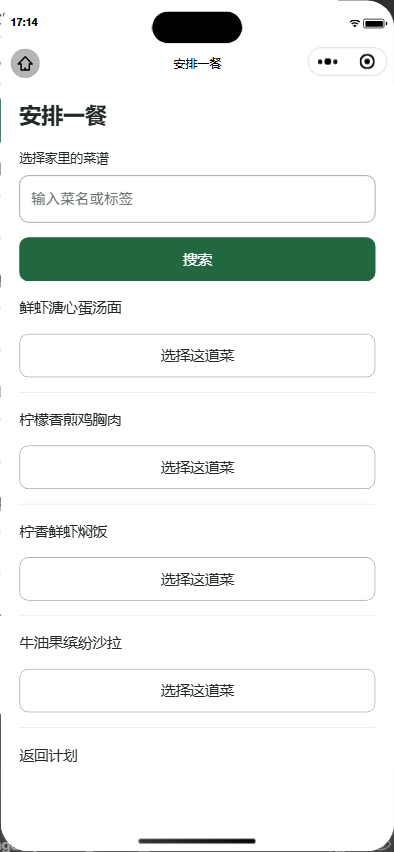 17:14
安排一餐
安排一餐
选择家里的菜谱
输入菜名或标签
搜索
鲜虾溏心蛋汤面
选择这道菜
柠檬香煎鸡胸肉
选择这道菜
柠香鲜虾焖饭
选择这道菜
牛油果缤纷沙拉
选择这道菜
返回计划